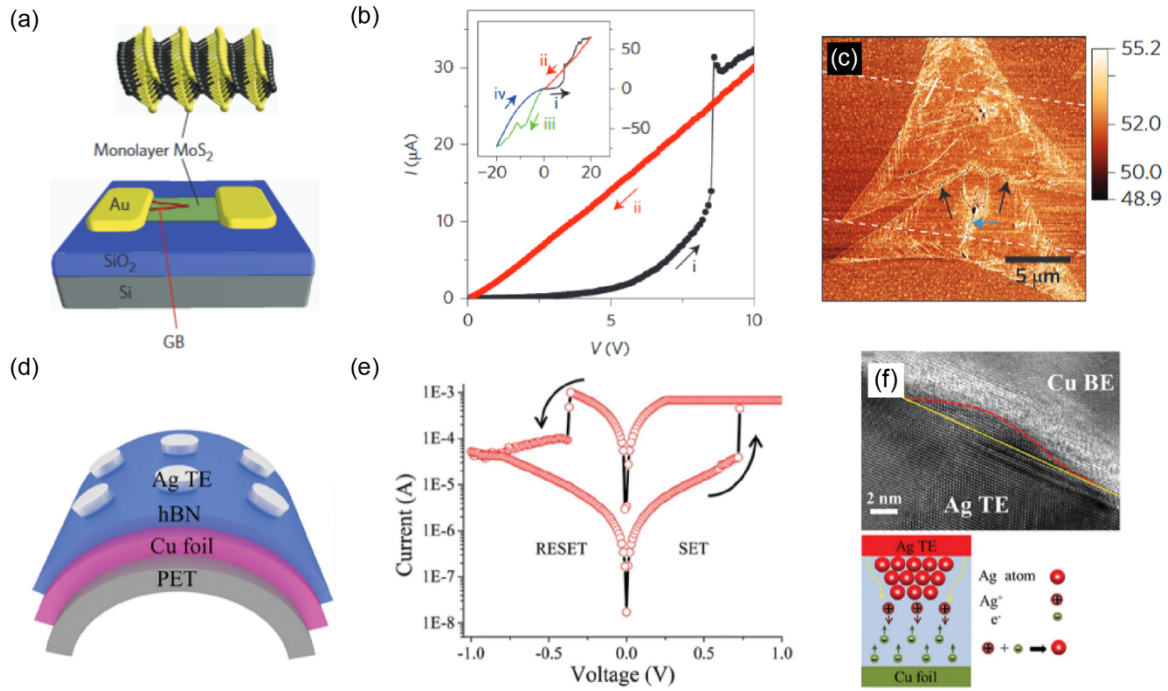 (a)
Monolayer MoS₂
Au
SiO₂
Si
GB
(b)
I (μA)
30
20
10
0
0
5
10
V (V)
ii
i
50
0
−50
−20
0
20
ii
i
iv
iii
(c)
55.2
52.0
50.0
48.9
5 μm
(d)
Ag TE
hBN
Cu foil
PET
(e)
Current (A)
1E-3
1E-4
1E-5
1E-6
1E-7
1E-8
RESET
SET
-1.0
-0.5
0.0
0.5
1.0
Voltage (V)
(f)
Cu BE
Ag TE
2 nm
Ag TE
Ag atom
Ag⁺
e⁻
+
Cu foil